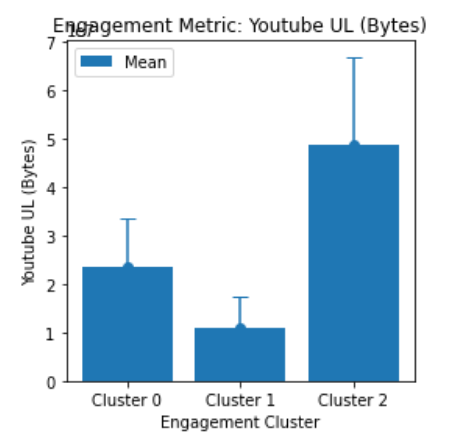 Engagement Metric: Youtube UL (Bytes)
1e7
7
Mean
6
5
4
3
2
1
0
Youtube UL (Bytes)
Cluster 0 Cluster 1 Cluster 2
Engagement Cluster